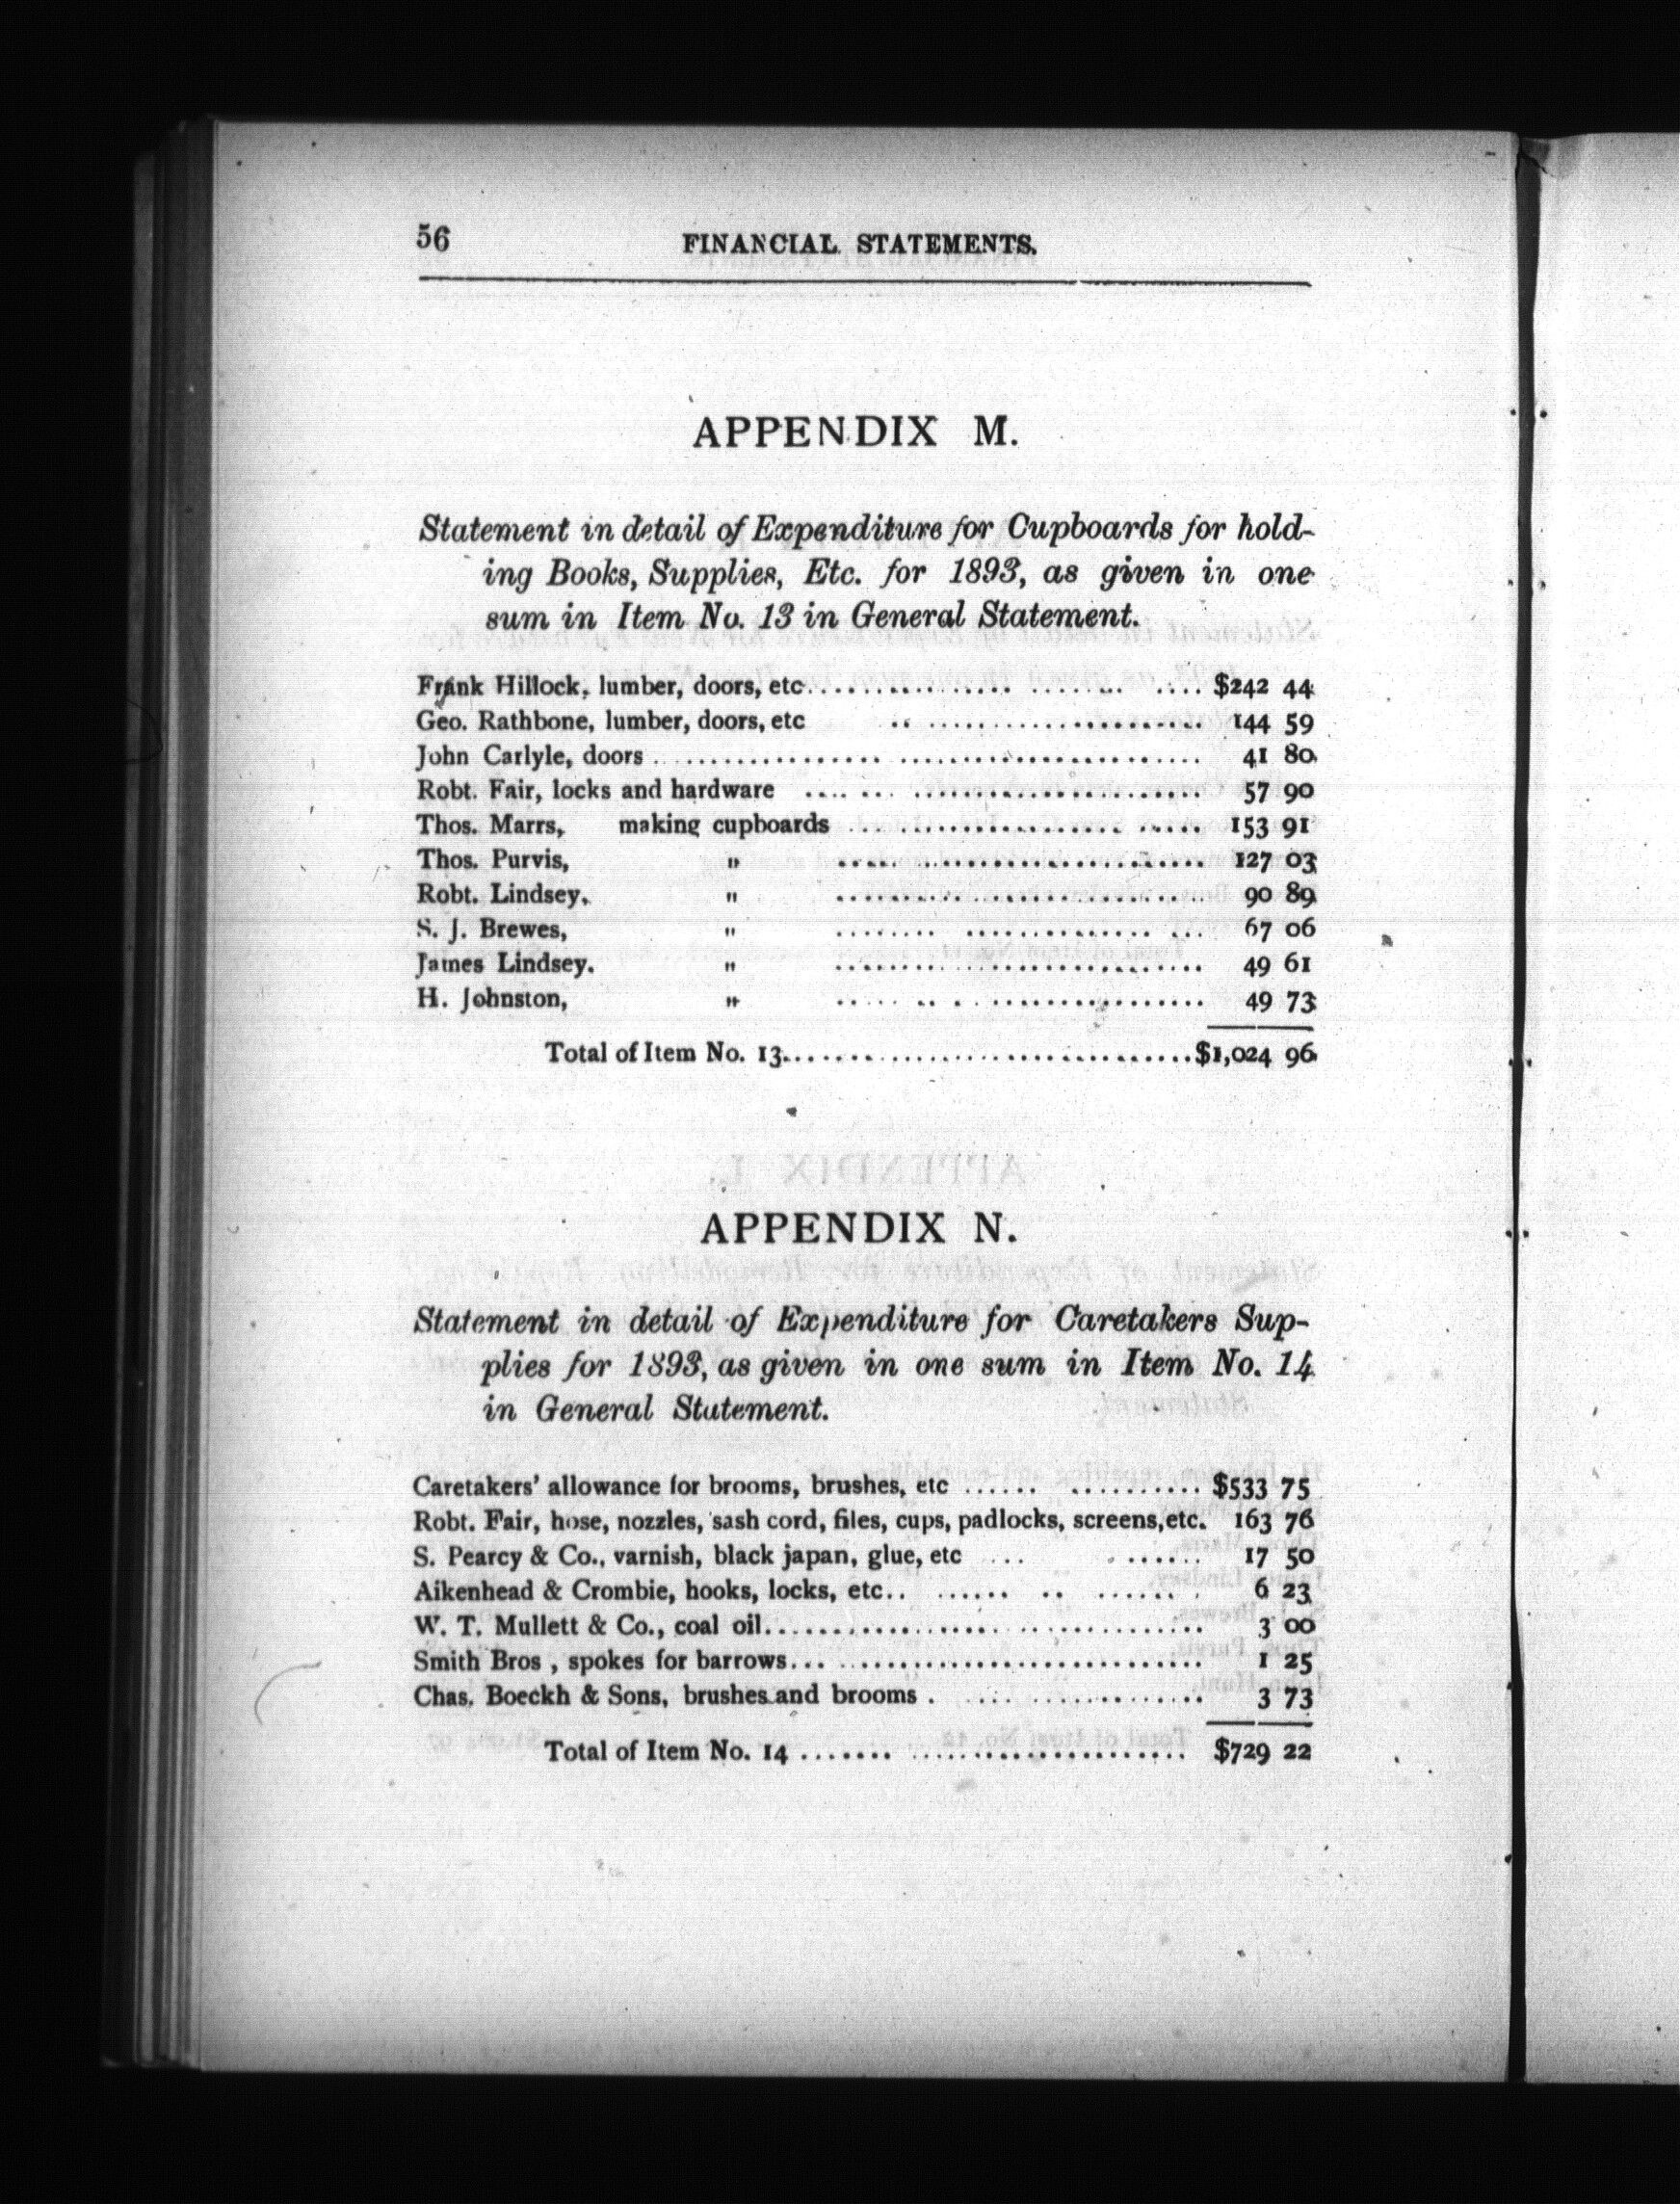 56 FINANCIAL STATEMENTS.
APPENDIX M.
Statement in detail of Expenditure for Cupboards for hold-
ing Books, Supplies, Etc. for 1893, as given in one
sum in Item No. 13 in General Statement.
Frank Hillock, lumber, doors, etc.................................... $242 44
Geo. Rathbone, lumber, doors, etc .......................... 144 59
John Carlyle, doors ................................................ 41 80
Robt. Fair, locks and hardware .................................. 57 90
Thos. Marrs, making cupboards ................................ 153 91
Thos. Purvis, " ................................ 127 03
Robt. Lindsey, " ................................ 90 89
S. J. Brewes, " ................................ 67 06
James Lindsey. " ................................ 49 61
H. Johnston, " ................................ 49 73
Total of Item No. 13....................................$1,024 96
APPENDIX N.
Statement in detail of Expenditure for Caretakers Sup-
plies for 1893, as given in one sum in Item No. 14
in General Statement.
Caretakers' allowance for brooms, brushes, etc ...... .......... $533 75
Robt. Fair, hose, nozzles, sash cord, files, cups, padlocks, screens,etc. 163 76
S. Pearcy & Co., varnish, black japan, glue, etc ... ...... 17 50
Aikenhead & Crombie, hooks, locks, etc.. ...... .. ...... 6 23
W. T. Mullett & Co., coal oil.................................... 3 00
Smith Bros , spokes for barrows... ............................ 1 25
Chas. Boeckh & Sons, brushes and brooms . .... .......... 3 73
Total of Item No. 14 ....... ...................... $729 22